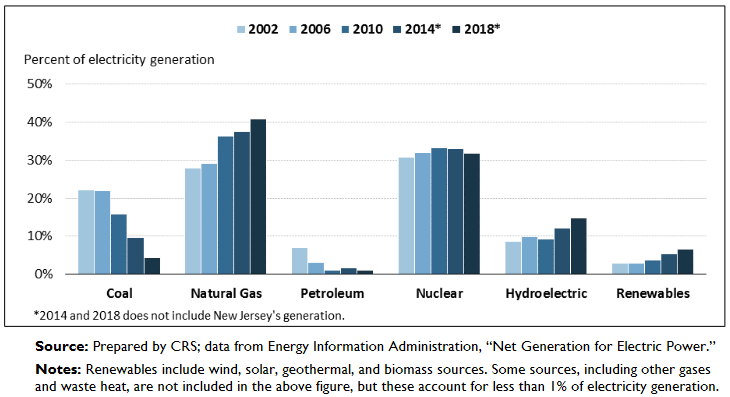 2002 2006 2010 2014* 2018*
Percent of electricity generation
50%
40%
30%
20%
10%
0%
Coal Natural Gas Petroleum Nuclear Hydroelectric Renewables
*2014 and 2018 does not include New Jersey's generation.
Source: Prepared by CRS; data from Energy Information Administration, “Net Generation for Electric Power.”
Notes: Renewables include wind, solar, geothermal, and biomass sources. Some sources, including other gases
and waste heat, are not included in the above figure, but these account for less than 1% of electricity generation.